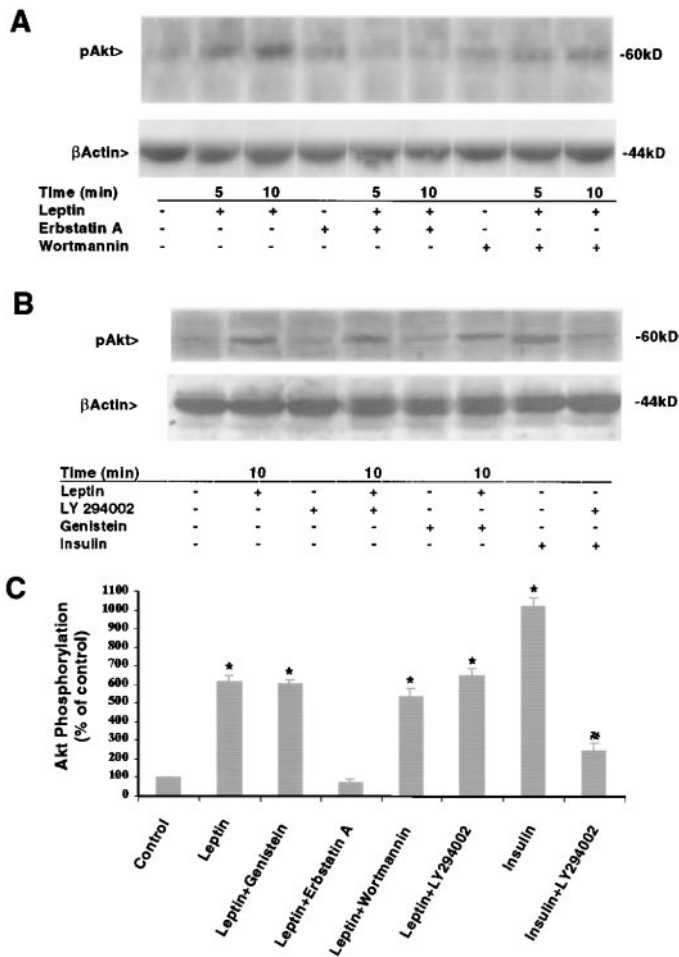 A
pAkt>
-60kD
βActin>
-44kD
Time (min) 5 10 5 10 5 10
Leptin - + + - + + - + +
Erbstatin A - - - + + + - - -
Wortmannin - - - - - - + + +
B
pAkt>
-60kD
βActin>
-44kD
Time (min) 10 10 10
Leptin - + - + - + - -
LY 294002 - - + + - - - +
Genistein - - - - + + - -
Insulin - - - - - - + +
C
Akt Phosphorylation
(% of control)
1100
1000
900
800
700
600
500
400
300
200
100
0
* * * * *
Control
Leptin
Leptin+Genistein
Leptin+Erbstatin A
Leptin+Wortmannin
Leptin+LY294002
Insulin
Insulin+LY294002